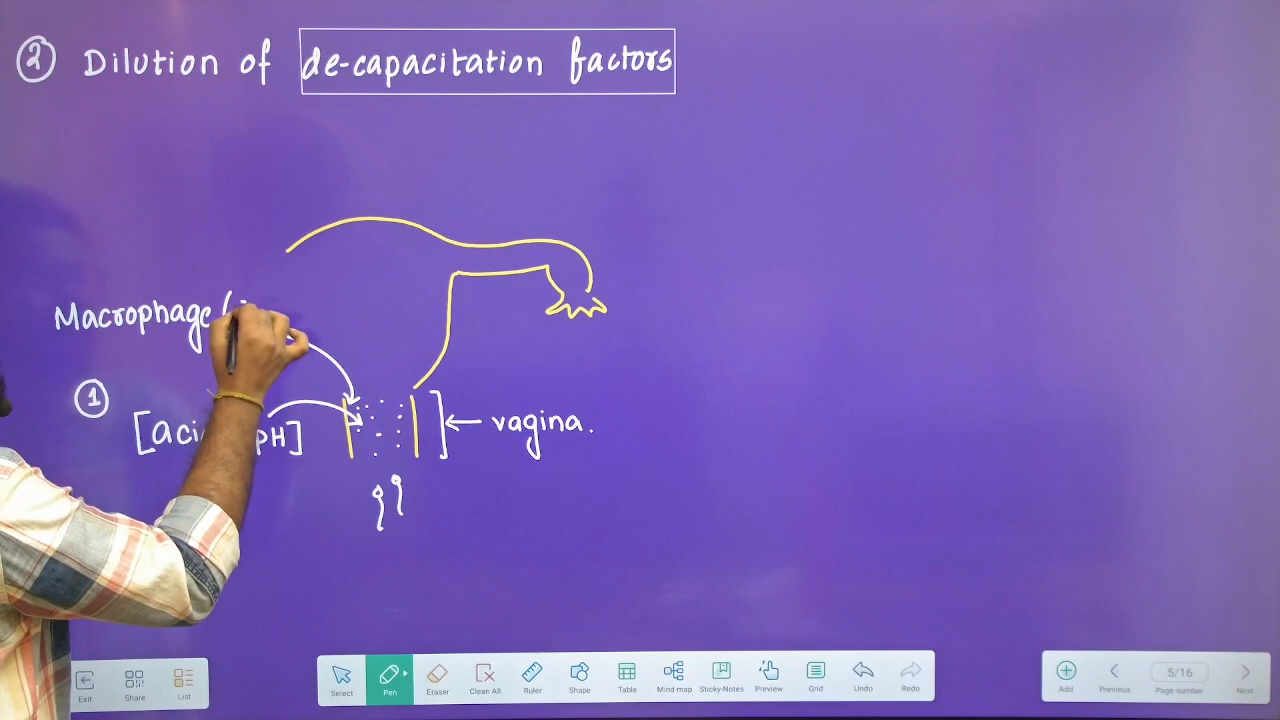 2 Dilution of de-capacitation factors
Macrophage (
1
[ pH]
vagina.
Exit
Share
List
Select
Pen
Eraser
Clean All
Ruler
Shape
Table
Mind map
Sticky-Notes
Preview
Grid
Undo
Redo
Add
Previous
5/16
Page number
Next